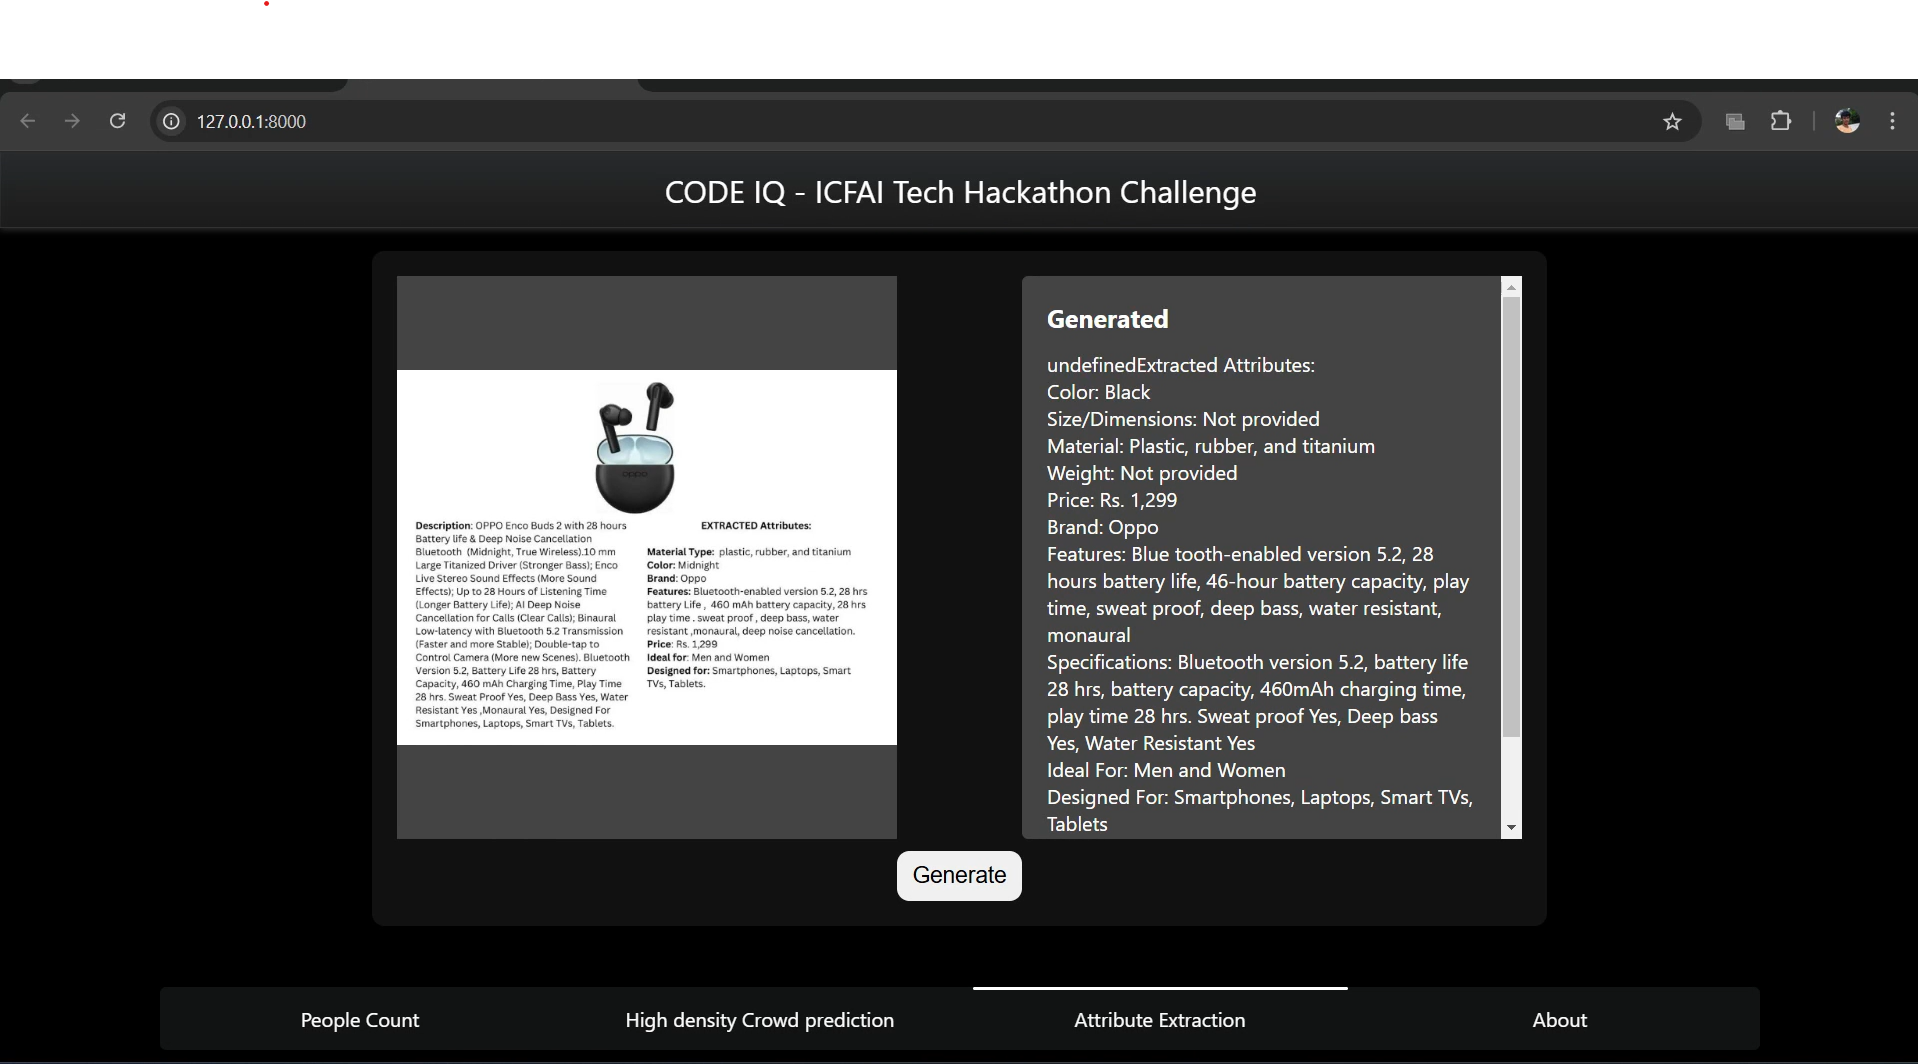 127.0.0.1:8000
CODE IQ - ICFAI Tech Hackathon Challenge
oppo
Description: OPPO Enco Buds 2 with 28 hours
Battery life & Deep Noise Cancellation
Bluetooth (Midnight, True Wireless).10 mm
Large Titanized Driver (Stronger Bass); Enco
Live Stereo Sound Effects (More Sound
Effects); Up to 28 Hours of Listening Time
(Longer Battery Life); AI Deep Noise
Cancellation for Calls (Clear Calls); Binaural
Low-latency with Bluetooth 5.2 Transmission
(Faster and more Stable); Double-tap to
Control Camera (More new Scenes). Bluetooth
Version 5.2, Battery Life 28 hrs, Battery
Capacity, 460 mAh Charging Time, Play Time
28 hrs. Sweat Proof Yes, Deep Bass Yes, Water
Resistant Yes ,Monaural Yes, Designed For
Smartphones, Laptops, Smart TVs, Tablets.
EXTRACTED Attributes:
Material Type: plastic, rubber, and titanium
Color: Midnight
Brand: Oppo
Features: Bluetooth-enabled version 5.2, 28 hrs
battery Life , 460 mAh battery capacity, 28 hrs
play time . sweat proof , deep bass, water
resistant ,monaural, deep noise cancellation.
Price: Rs. 1,299
Ideal for: Men and Women
Designed for: Smartphones, Laptops, Smart
TVs, Tablets.
Generated
undefinedExtracted Attributes:
Color: Black
Size/Dimensions: Not provided
Material: Plastic, rubber, and titanium
Weight: Not provided
Price: Rs. 1,299
Brand: Oppo
Features: Blue tooth-enabled version 5.2, 28
hours battery life, 46-hour battery capacity, play
time, sweat proof, deep bass, water resistant,
monaural
Specifications: Bluetooth version 5.2, battery life
28 hrs, battery capacity, 460mAh charging time,
play time 28 hrs. Sweat proof Yes, Deep bass
Yes, Water Resistant Yes
Ideal For: Men and Women
Designed For: Smartphones, Laptops, Smart TVs,
Tablets
Generate
People Count
High density Crowd prediction
Attribute Extraction
About